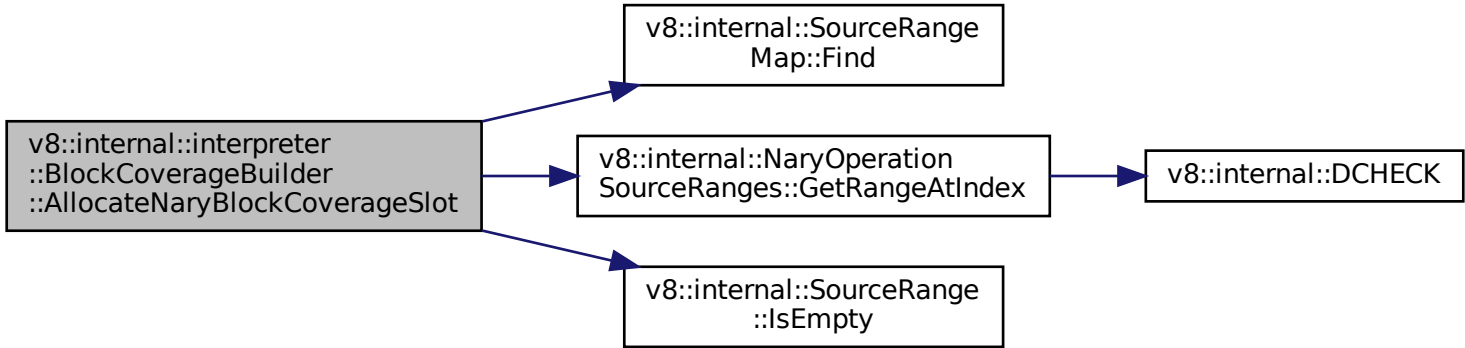 v8::internal::SourceRange
Map::Find
v8::internal::interpreter
::BlockCoverageBuilder
::AllocateNaryBlockCoverageSlot
v8::internal::NaryOperation
SourceRanges::GetRangeAtIndex
v8::internal::DCHECK
v8::internal::SourceRange
::IsEmpty